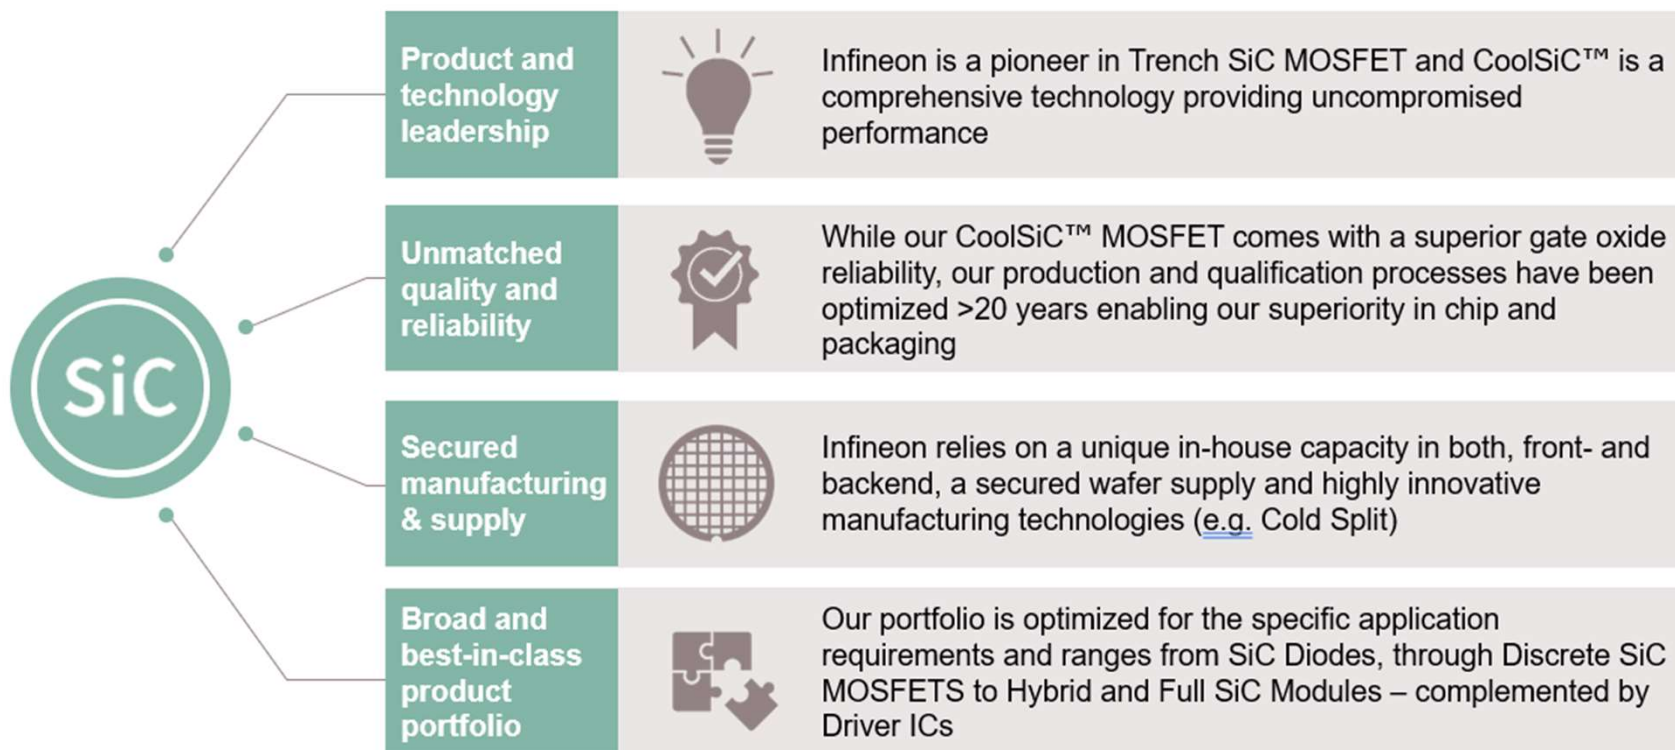 SiC
Product and
technology
leadership
Infineon is a pioneer in Trench SiC MOSFET and CoolSiC™ is a
comprehensive technology providing uncompromised
performance
Unmatched
quality and
reliability
While our CoolSiC™ MOSFET comes with a superior gate oxide
reliability, our production and qualification processes have been
optimized >20 years enabling our superiority in chip and
packaging
Secured
manufacturing
& supply
Infineon relies on a unique in-house capacity in both, front- and
backend, a secured wafer supply and highly innovative
manufacturing technologies (e.g. Cold Split)
Broad and
best-in-class
product
portfolio
Our portfolio is optimized for the specific application
requirements and ranges from SiC Diodes, through Discrete SiC
MOSFETS to Hybrid and Full SiC Modules – complemented by
Driver ICs